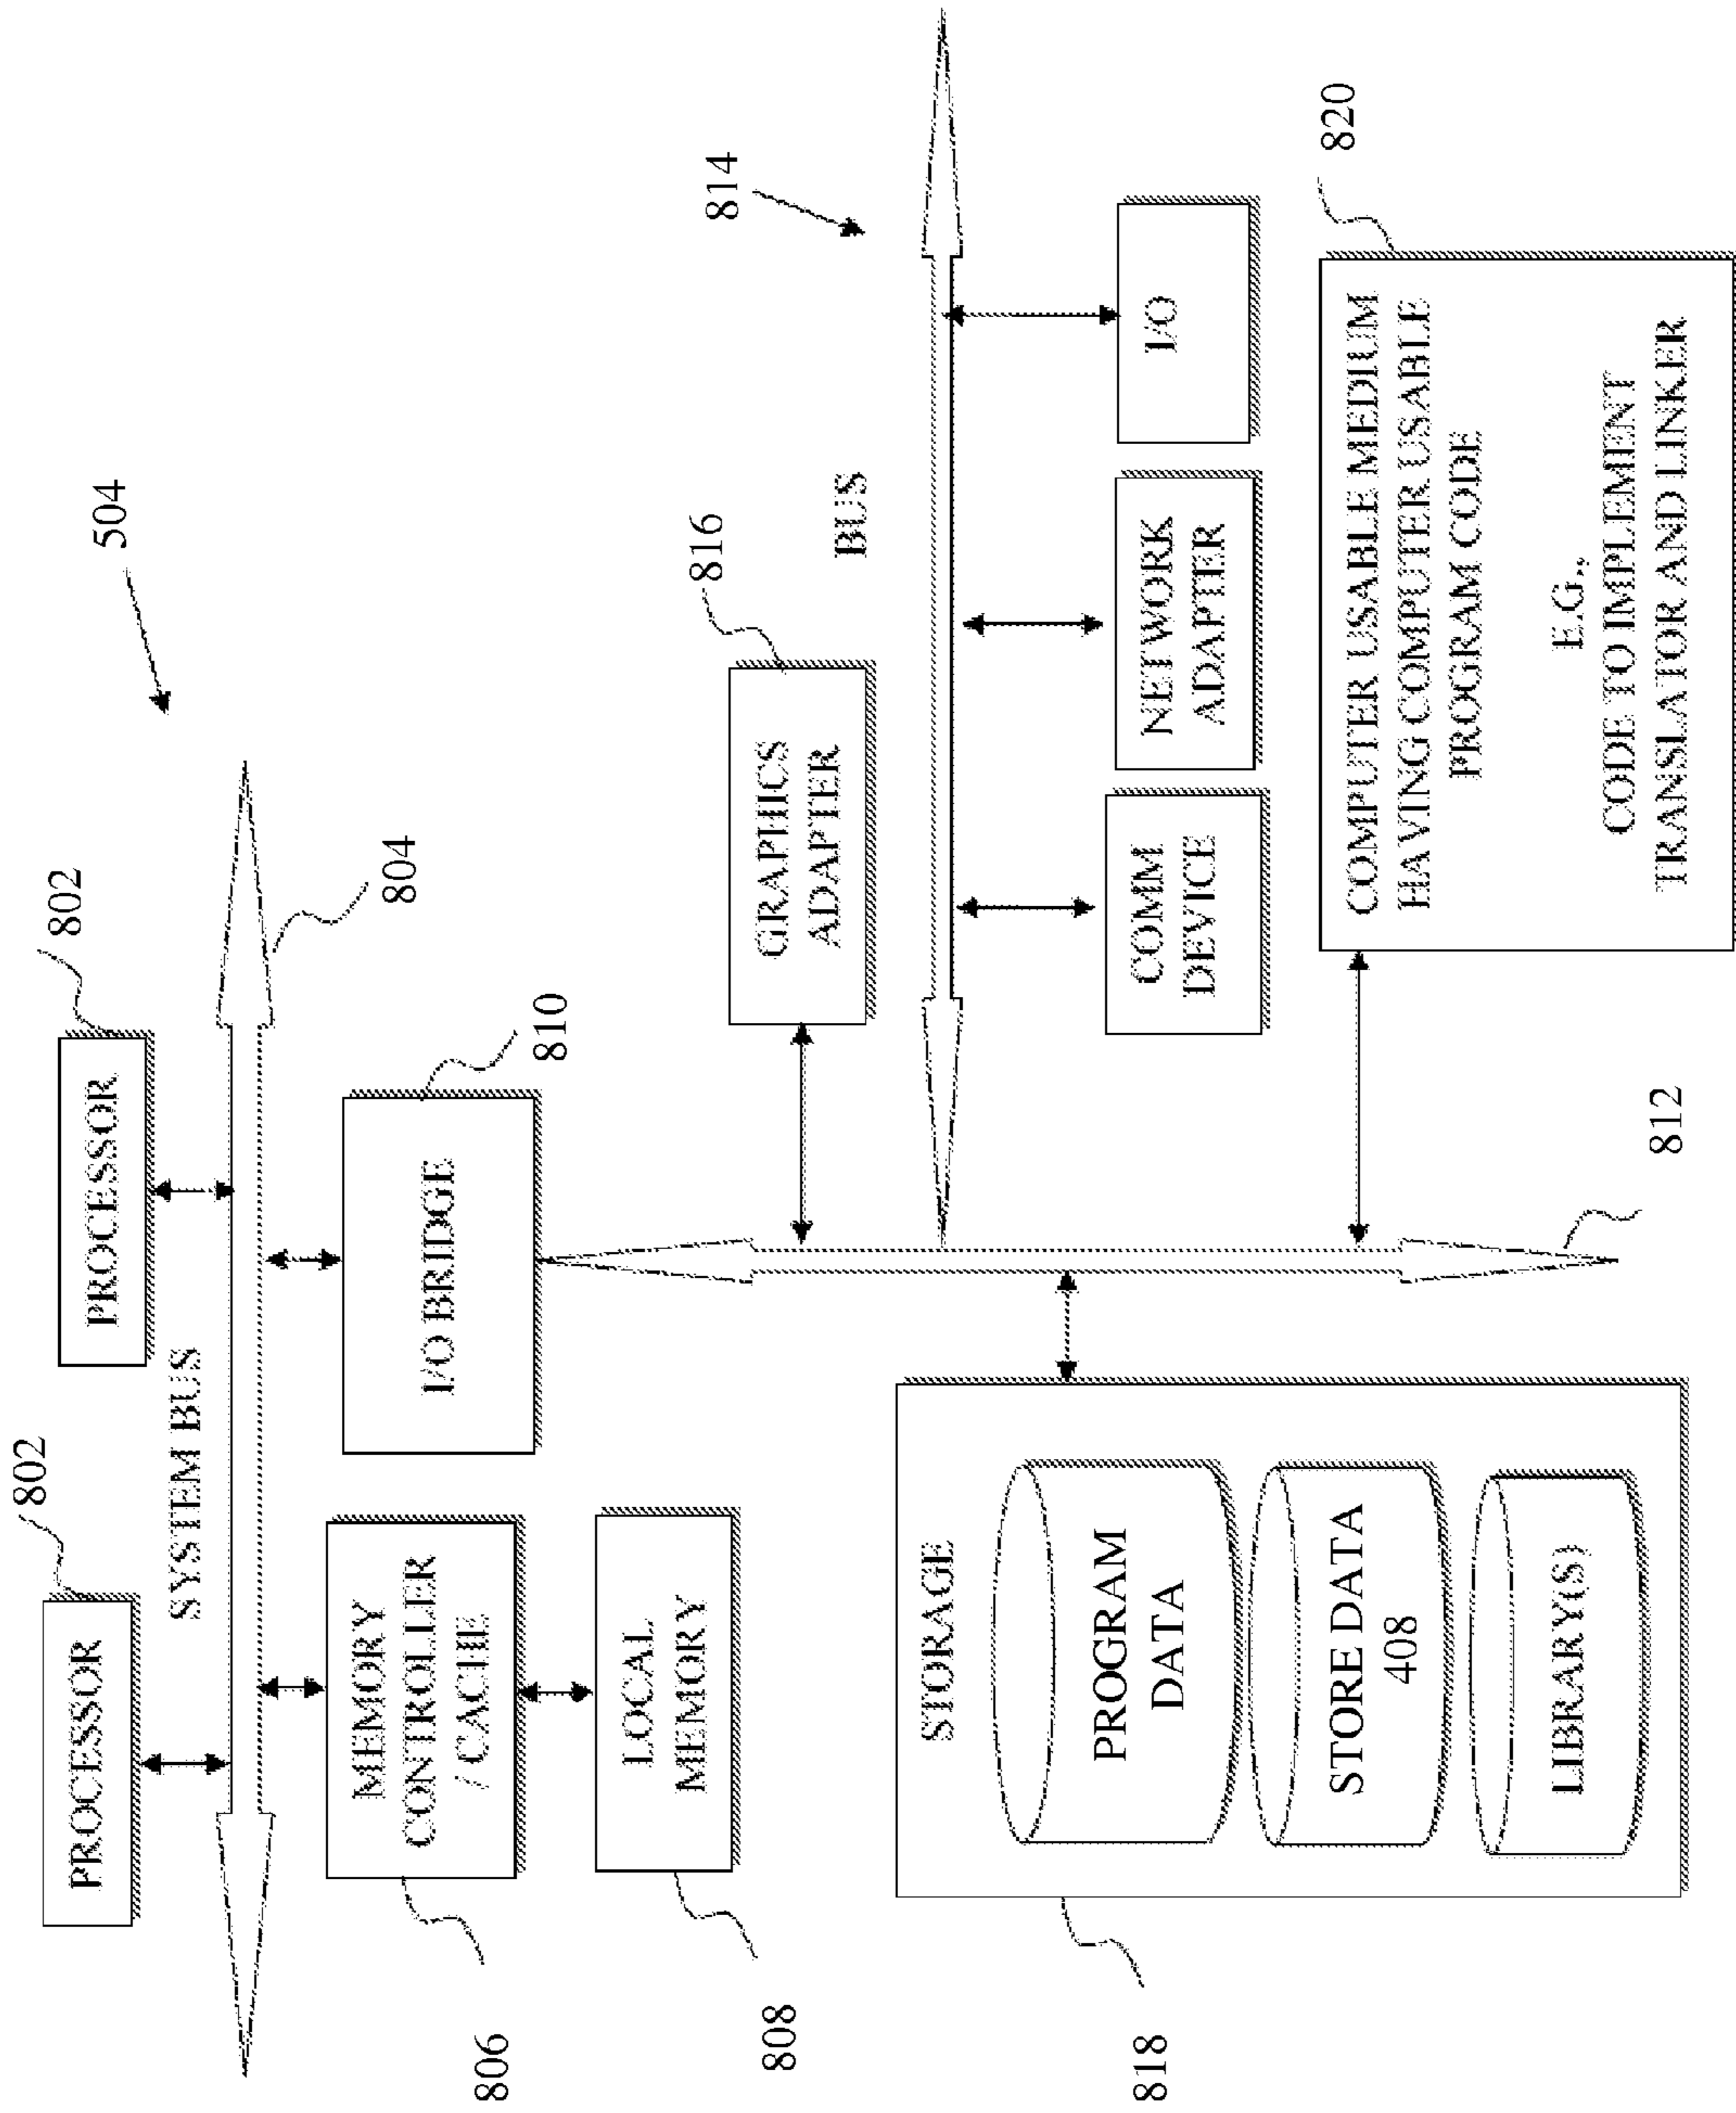 504
802
PROCESSOR
802
PROCESSOR
SYSTEM BUS
804
806
MEMORY
CONTROLLER
/ CACHE
810
I/O BRIDGE
808
LOCAL
MEMORY
816
GRAPHICS
ADAPTER
814
BUS
818
STORAGE
PROGRAM
DATA
STORE DATA
408
LIBRARY(S)
COMM
DEVICE
NETWORK
ADAPTER
I/O
820
COMPUTER USABLE MEDIUM
HAVING COMPUTER USABLE
PROGRAM CODE
E.G.,
CODE TO IMPLEMENT
TRANSLATOR AND LINKER
812